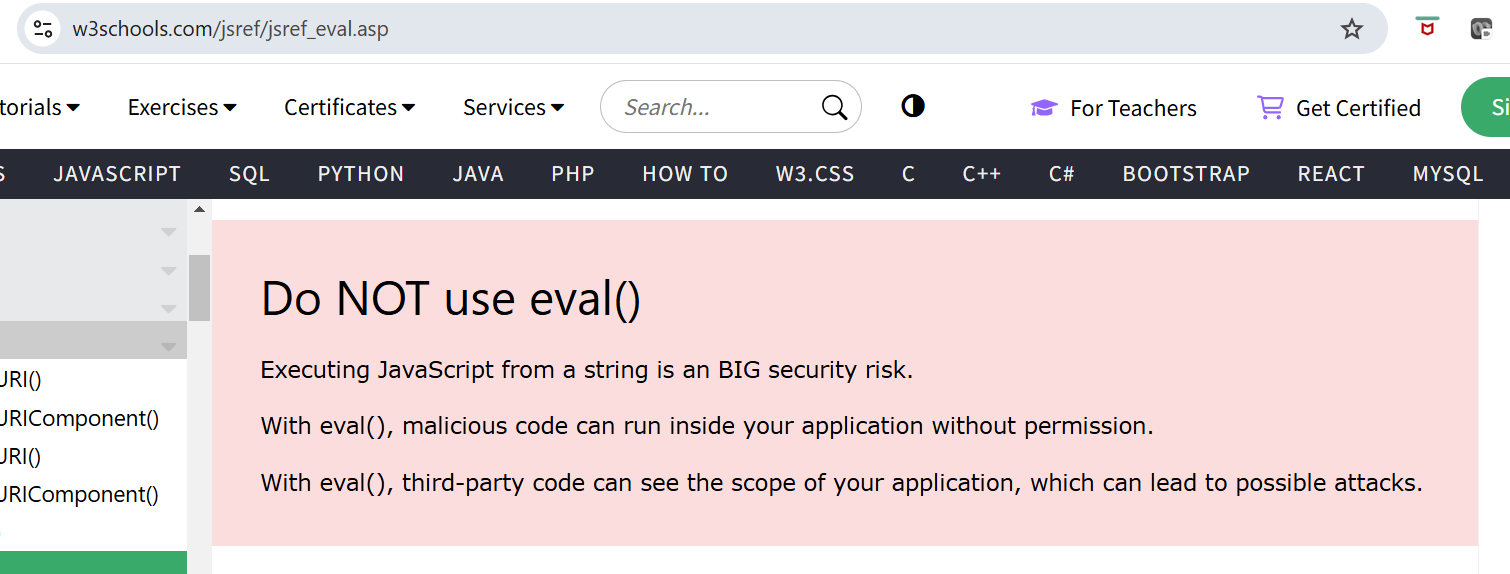 w3schools.com/jsref/jsref_eval.asp
torials Exercises Certificates Services Search... For Teachers Get Certified Si
S JAVASCRIPT SQL PYTHON JAVA PHP HOW TO W3.CSS C C++ C# BOOTSTRAP REACT MYSQL
Do NOT use eval()
Executing JavaScript from a string is an BIG security risk.
With eval(), malicious code can run inside your application without permission.
With eval(), third-party code can see the scope of your application, which can lead to possible attacks.
URI()
URIComponent()
URI()
URIComponent()